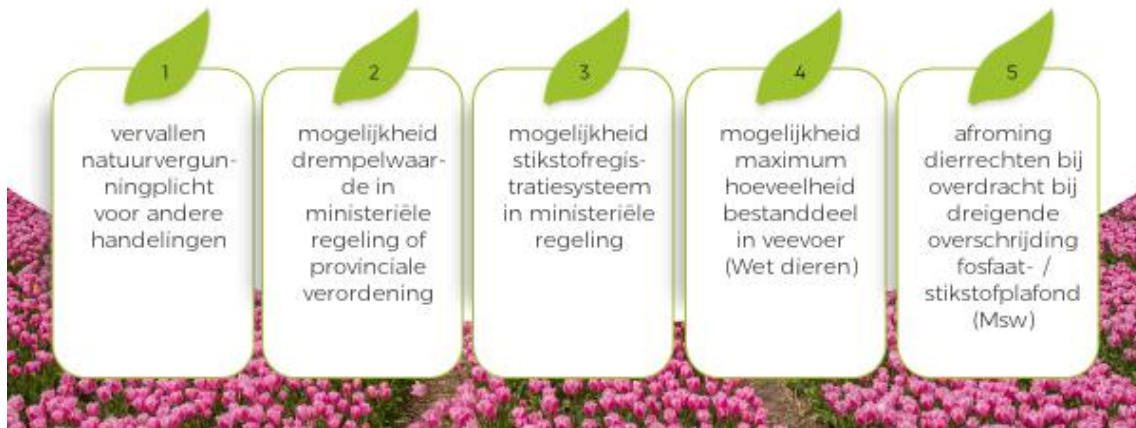 1
vervallen
natuurvergun-
ningplicht
voor andere
handelingen
2
mogelijkheid
drempelwaar-
de in
ministeriële
regeling of
provinciale
verordening
3
mogelijkheid
stikstofregis-
tratiesysteem
in ministeriële
regeling
4
mogelijkheid
maximum
hoeveelheid
bestanddeel
in veevoer
(Wet dieren)
5
afroming
dierrechten bij
overdracht bij
dreigende
overschrijding
fosfaat- /
stikstofplafond
(Msw)